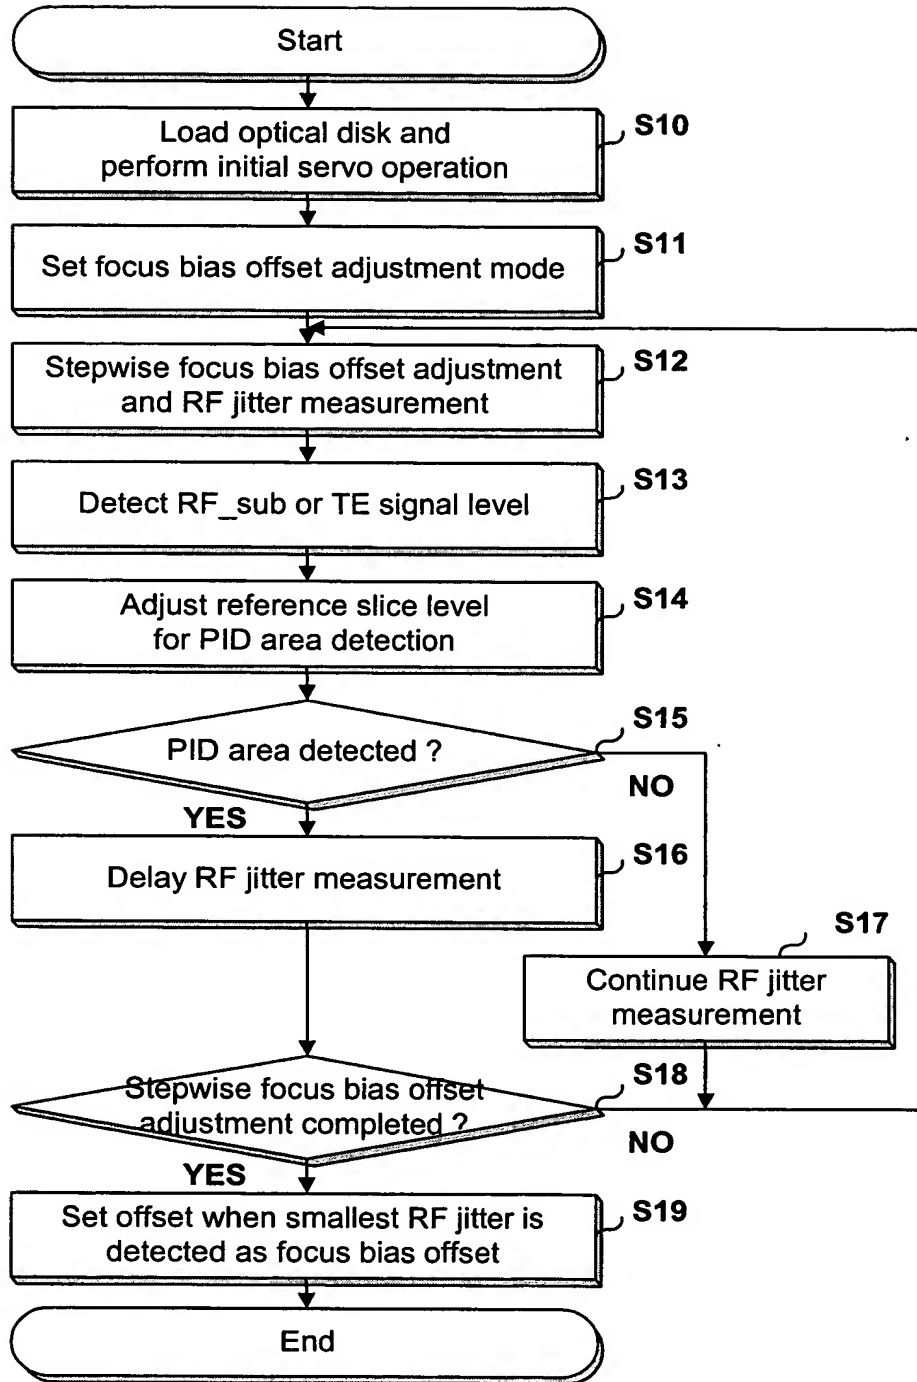 Start
Load optical disk and
perform initial servo operation
S10
Set focus bias offset adjustment mode
S11
Stepwise focus bias offset adjustment
and RF jitter measurement
S12
Detect RF_sub or TE signal level
S13
Adjust reference slice level
for PID area detection
S14
PID area detected ?
S15
NO
YES
Delay RF jitter measurement
S16
S17
Continue RF jitter
measurement
Stepwise focus bias offset
adjustment completed ?
S18
NO
YES
Set offset when smallest RF jitter is
detected as focus bias offset
S19
End